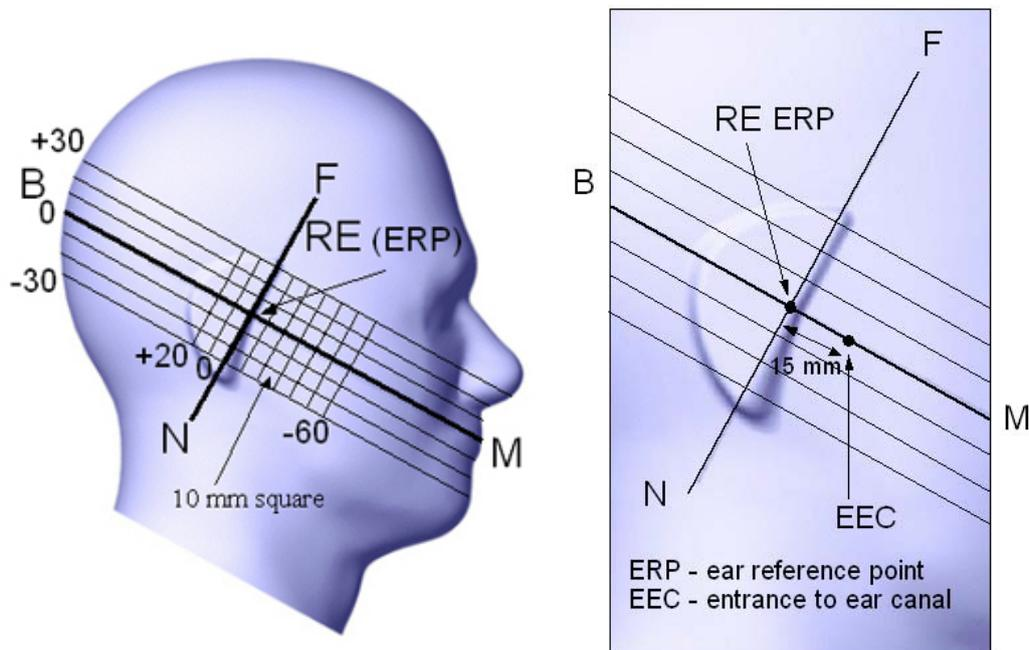 +30
B
0
-30
F
RE (ERP)
+20
0
N
-60
M
10 mm square
F
RE ERP
B
15 mm
M
N
EEC
ERP - ear reference point
EEC - entrance to ear canal